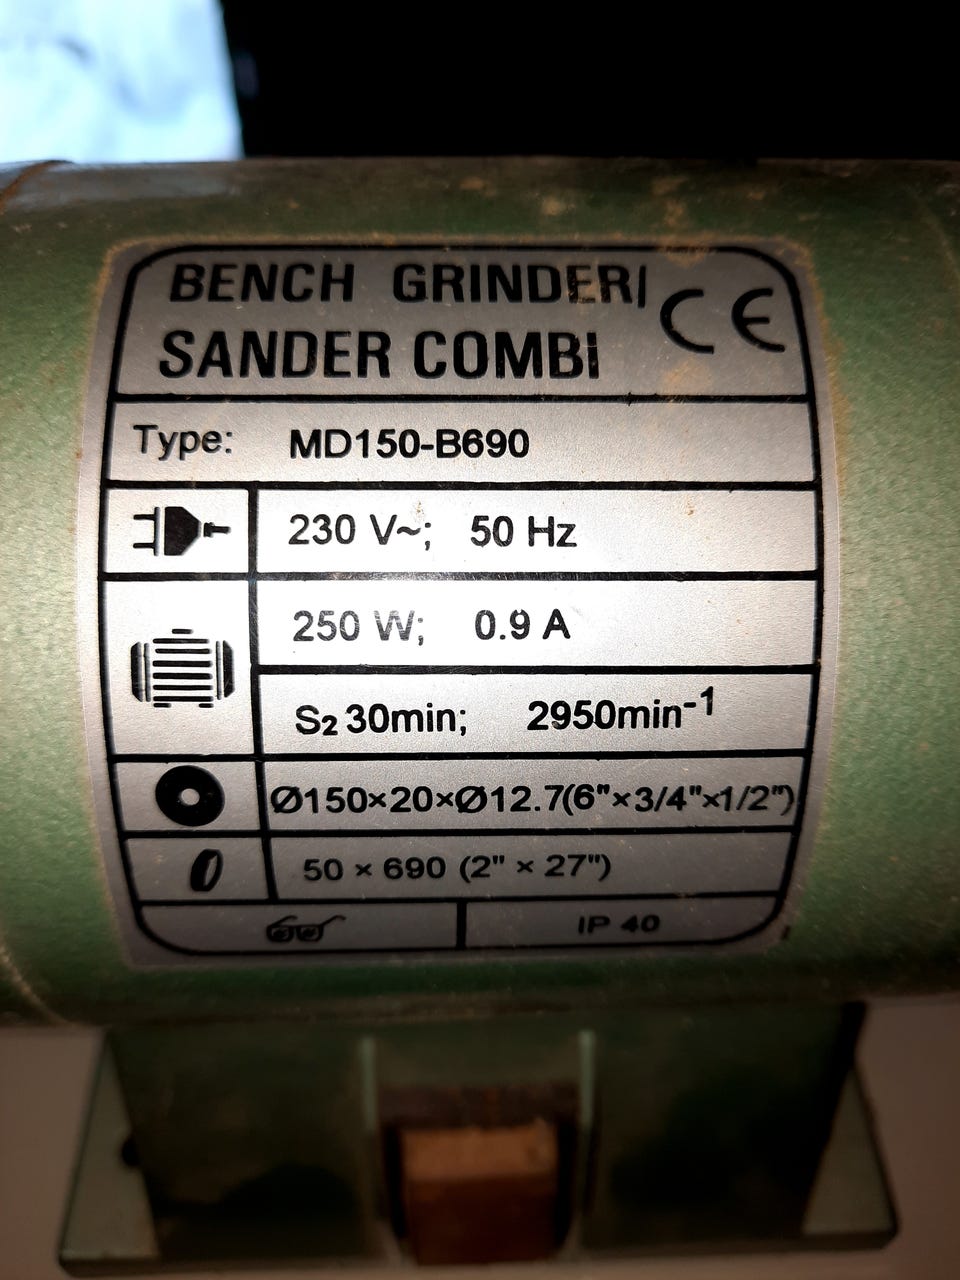 BENCH GRINDER/
SANDER COMBi
CE
Type: MD150-B690
230 V~; 50 Hz
250 W; 0.9 A
S2 30min; 2950min-1
Ø150×20×Ø12.7(6"×3/4"×1/2")
50 × 690 (2" × 27")
IP 40